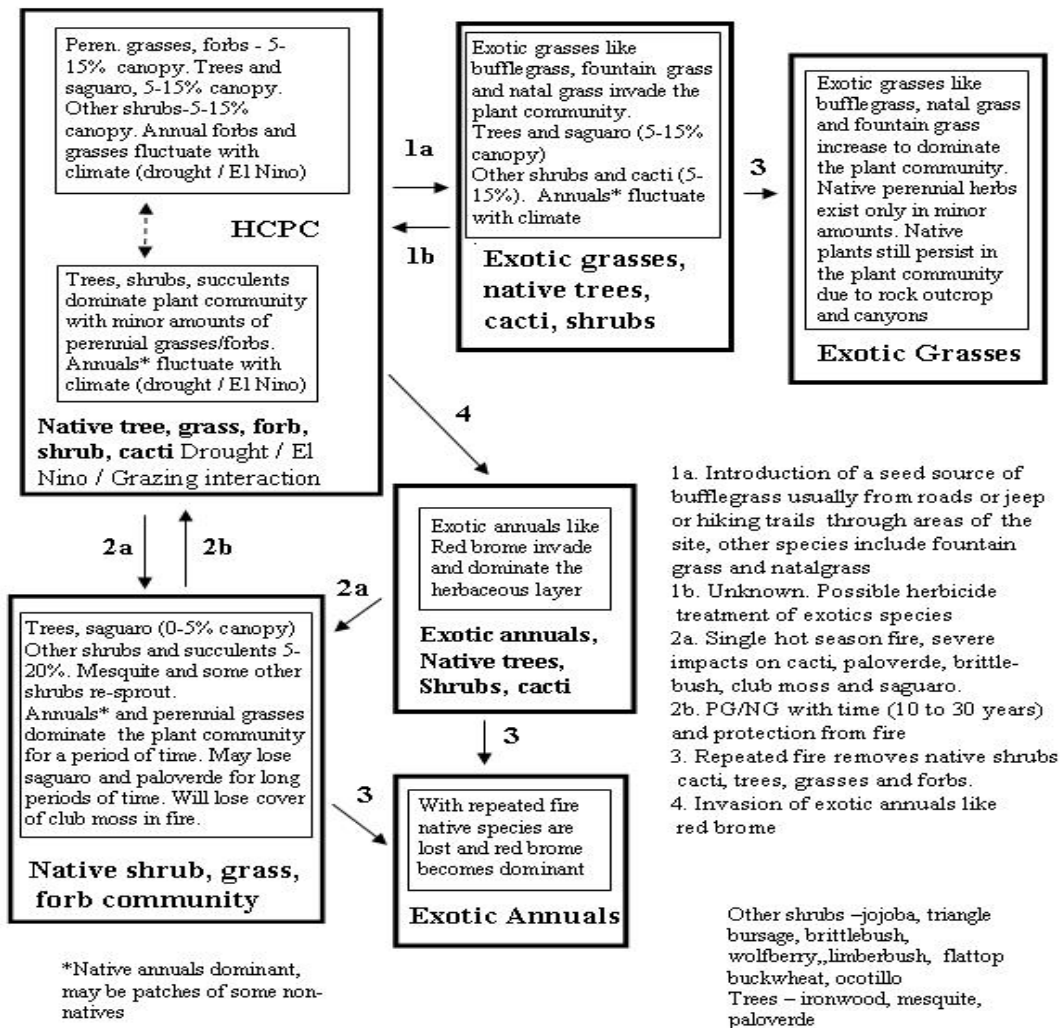 Peren. grasses, forbs - 5-
15% canopy. Trees and
saguaro, 5-15% canopy.
Other shrubs-5-15%
canopy. Annual forbs and
grasses fluctuate with
climate (drought / El Nino)
HCPC
Trees, shrubs, succulents
dominate plant community
with minor amounts of
perennial grasses/forbs.
Annuals* fluctuate with
climate (drought / El Nino)
Native tree, grass, forb,
shrub, cacti Drought / El
Nino / Grazing interaction
1a
1b
Exotic grasses like
bufflegrass, fountain grass
and natal grass invade the
plant community.
Trees and saguaro (5-15%
canopy)
Other shrubs and cacti (5-
15%). Annuals* fluctuate
with climate
Exotic grasses,
native trees,
cacti, shrubs
3
Exotic grasses like
bufflegrass, natal grass
and fountain grass
increase to dominate
the plant community.
Native perennial herbs
exist only in minor
amounts. Native
plants still persist in
the plant community
due to rock outcrop
and canyons
Exotic Grasses
4
2a
2b
Exotic annuals like
Red brome invade
and dominate the
herbaceous layer
Exotic annuals,
Native trees,
Shrubs, cacti
2a
3
Trees, saguaro (0-5% canopy)
Other shrubs and succulents 5-
20%. Mesquite and some other
shrubs re-sprout.
Annuals* and perennial grasses
dominate the plant community
for a period of time. May lose
saguaro and paloverde for long
periods of time. Will lose cover
of club moss in fire.
Native shrub, grass,
forb community
3
With repeated fire
native species are
lost and red brome
becomes dominant
Exotic Annuals
1a. Introduction of a seed source of
bufflegrass usually from roads or jeep
or hiking trails through areas of the
site, other species include fountain
grass and natalgrass
1b. Unknown. Possible herbicide
treatment of exotics species
2a. Single hot season fire, severe
impacts on cacti, paloverde, brittle-
bush, club moss and saguaro.
2b. PG/NG with time (10 to 30 years)
and protection from fire
3. Repeated fire removes native shrubs
cacti, trees, grasses and forbs.
4. Invasion of exotic annuals like
red brome
*Native annuals dominant,
may be patches of some non-
natives
Other shrubs –jojoba, triangle
bursage, brittlebush,
wolfberry,,limberbush, flattop
buckwheat, ocotillo
Trees – ironwood, mesquite,
paloverde